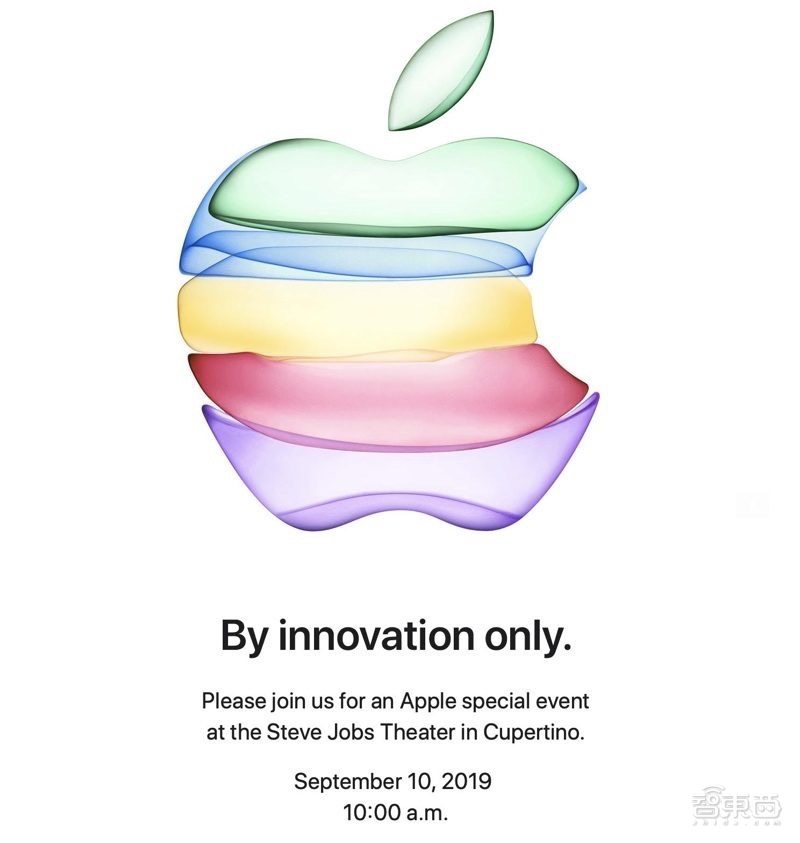 By innovation only.
Please join us for an Apple special event
at the Steve Jobs Theater in Cupertino.
September 10, 2019
10:00 a.m.
智東西